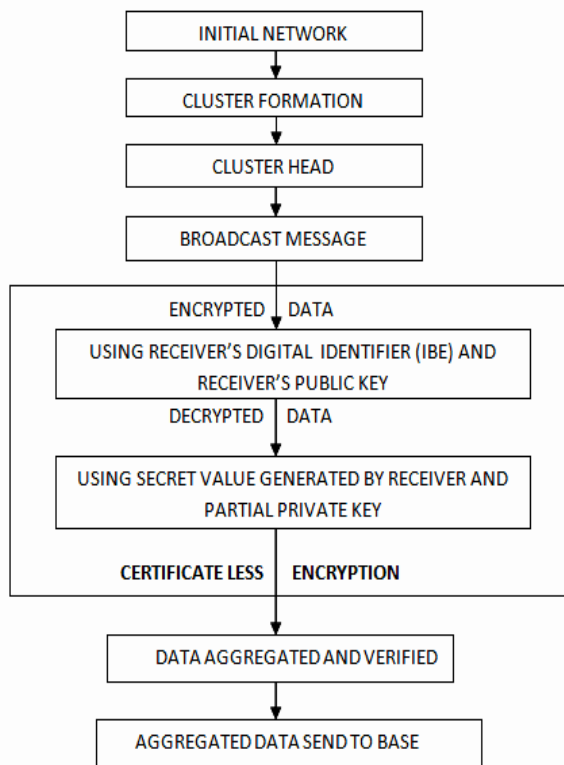 INITIAL NETWORK
CLUSTER FORMATION
CLUSTER HEAD
BROADCAST MESSAGE
ENCRYPTED DATA
USING RECEIVER'S DIGITAL IDENTIFIER (IBE) AND
RECEIVER'S PUBLIC KEY
DECRYPTED DATA
USING SECRET VALUE GENERATED BY RECEIVER AND
PARTIAL PRIVATE KEY
CERTIFICATE LESS ENCRYPTION
DATA AGGREGATED AND VERIFIED
AGGREGATED DATA SEND TO BASE